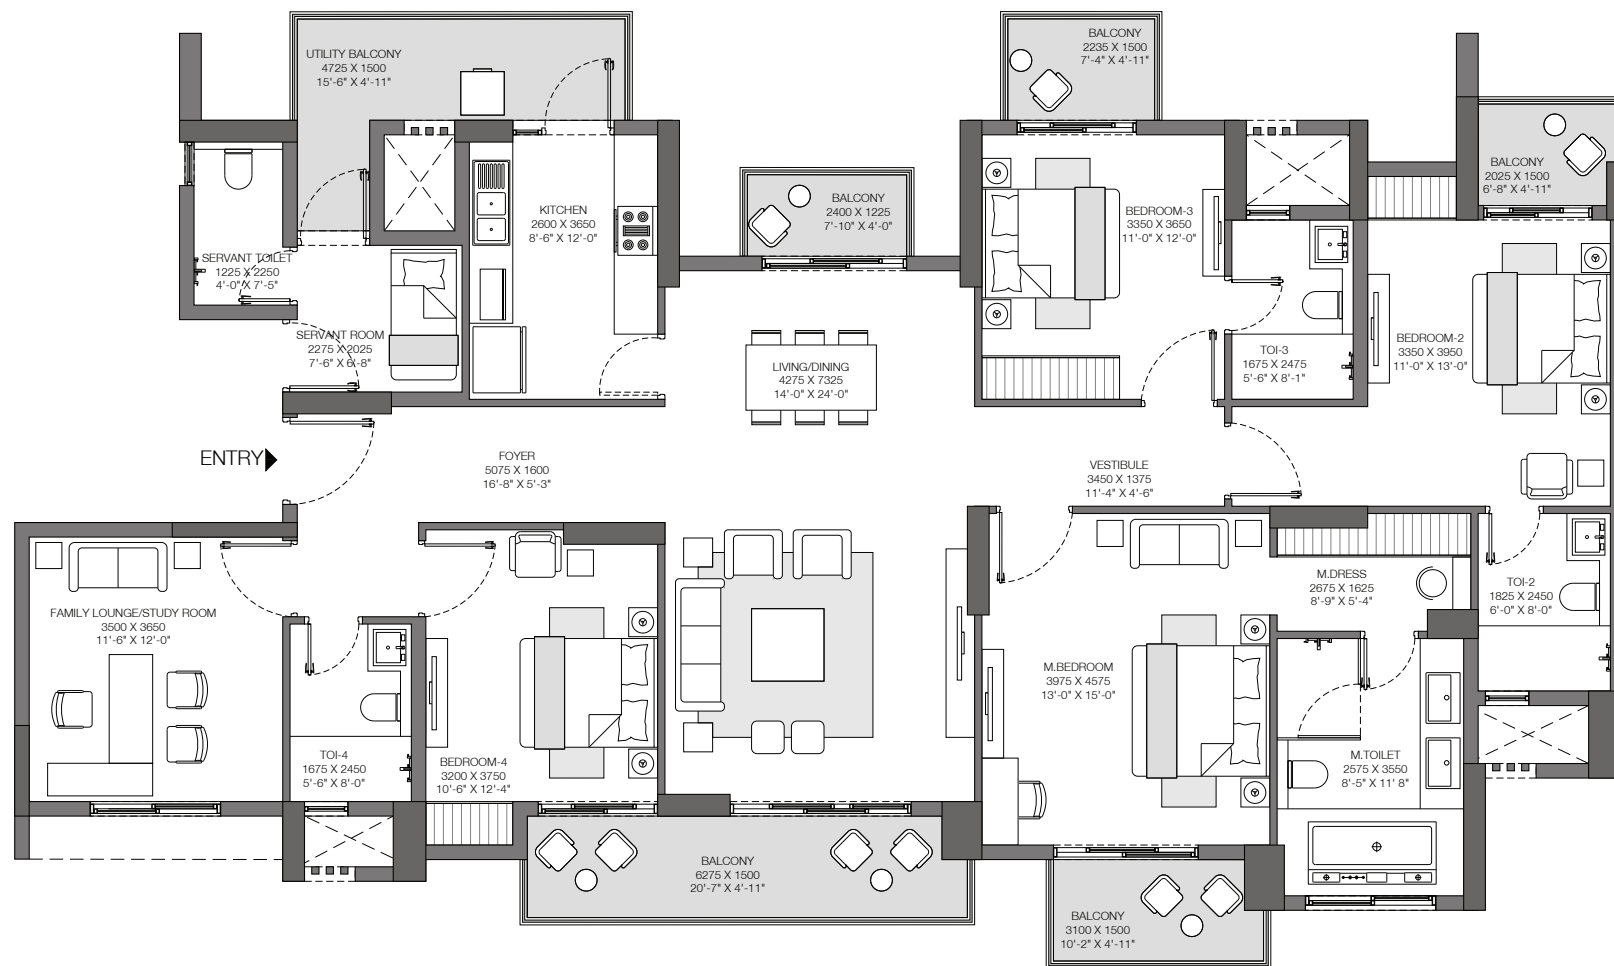 UTILITY BALCONY
4725 X 1500
15'-6" X 4'-11"
BALCONY
2235 X 1500
7'-4" X 4'-11"
BALCONY
2025 X 1500
6'-8" X 4'-11"
BALCONY
2400 X 1225
7'-10" X 4'-0"
KITCHEN
2600 X 3650
8'-6" X 12'-0"
BEDROOM-3
3350 X 3650
11'-0" X 12'-0"
SERVANT TOILET
1225 X 2250
4'-0" X 7'-5"
SERVANT ROOM
2275 X 2025
7'-6" X 6'-8"
LIVING/DINING
4275 X 7325
14'-0" X 24'-0"
TOI-3
1675 X 2475
5'-6" X 8'-1"
BEDROOM-2
3350 X 3950
11'-0" X 13'-0"
ENTRY
FOYER
5075 X 1600
16'-8" X 5'-3"
VESTIBULE
3450 X 1375
11'-4" X 4'-6"
FAMILY LOUNGE/STUDY ROOM
3500 X 3650
11'-6" X 12'-0"
M.DRESS
2675 X 1625
8'-9" X 5'-4"
TOI-2
1825 X 2450
6'-0" X 8'-0"
M.BEDROOM
3975 X 4575
13'-0" X 15'-0"
TOI-4
1675 X 2450
5'-6" X 8'-0"
BEDROOM-4
3200 X 3750
10'-6" X 12'-4"
M.TOILET
2575 X 3550
8'-5" X 11' 8"
BALCONY
6275 X 1500
20'-7" X 4'-11"
BALCONY
3100 X 1500
10'-2" X 4'-11"